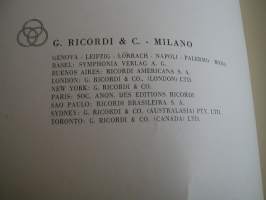 G. RICORDI & C. - MILANO
GENOVA - LEIPZIG - LÖRRACH - NAPOLI - PALERMO - ROMA
BASEL: SYMPHONIA VERLAG A. G.
BUENOS AIRES: RICORDI AMERICANA S. A.
LONDON: G. RICORDI & CO., (LONDON) LTD.
NEW YORK: G. RICORDI & CO.
PARIS: SOC. ANON. DES EDITIONS RICORDI
SAO PAULO: RICORDI BRASILEIRA S. A.
SYDNEY: G. RICORDI & CO. (AUSTRALASIA) PTY. LTD.
TORONTO: G. RICORDI & CO. (CANADA) LTD.